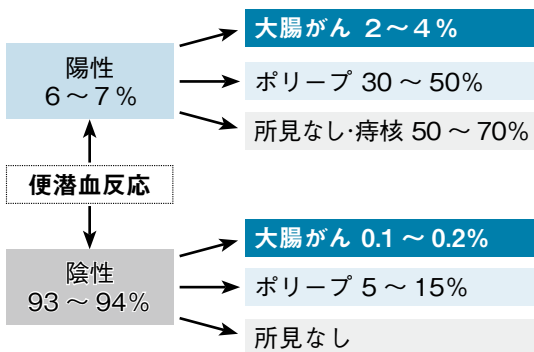 大腸がん 2～4%
陽性
6～7%
ポリープ 30 ～ 50%
所見なし・痔核 50 ～ 70%
便潜血反応
大腸がん 0.1 ～ 0.2%
陰性
93 ～ 94%
ポリープ 5 ～ 15%
所見なし